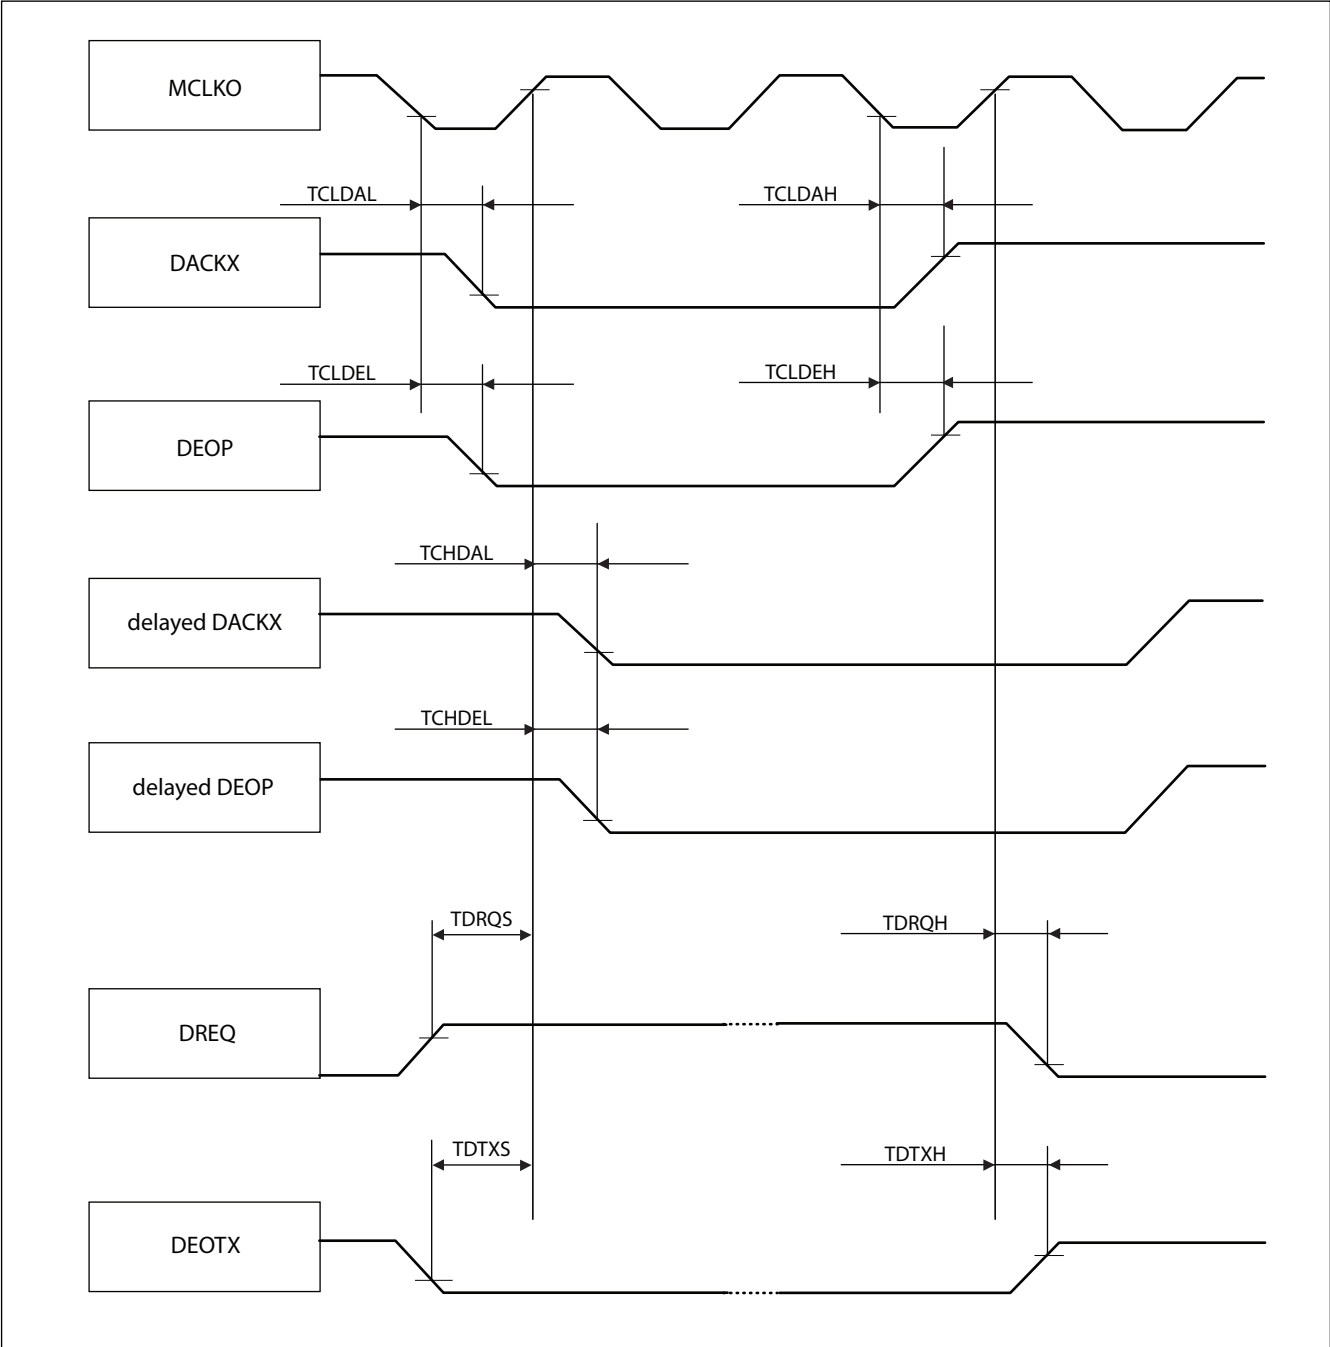 MCLKO
TCLDAL
TCLDAH
DACKX
TCLDEL
TCLDEH
DEOP
TCHDAL
delayed DACKX
TCHDEL
delayed DEOP
TDRQS
TDRQH
DREQ
TDTXS
TDTXH
DEOTX